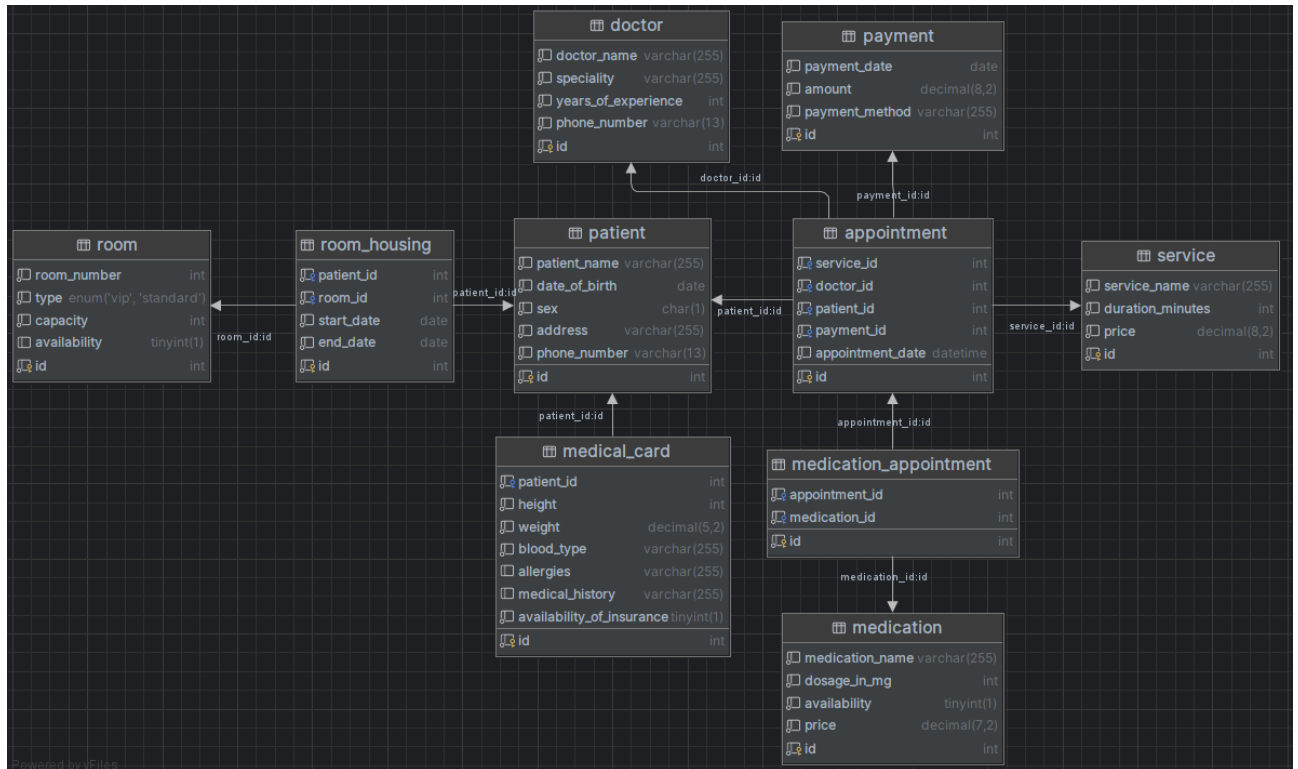 doctor
doctor_name varchar(255)
speciality varchar(255)
years_of_experience int
phone_number varchar(13)
id int
payment
payment_date date
amount decimal(8,2)
payment_method varchar(255)
id int
doctor_id:id
payment_id:id
room
room_number int
type enum('vip', 'standard')
capacity int
availability tinyint(1)
id int
room_id:id
room_housing
patient_id int
room_id int
start_date date
end_date date
id int
patient_id:id
patient
patient_name varchar(255)
date_of_birth date
sex char(1)
address varchar(255)
phone_number varchar(13)
id int
patient_id:id
appointment
service_id int
doctor_id int
patient_id int
payment_id int
appointment_date datetime
id int
service_id:id
service
service_name varchar(255)
duration_minutes int
price decimal(8,2)
id int
patient_id:id
appointment_id:id
medical_card
patient_id int
height int
weight decimal(5,2)
blood_type varchar(255)
allergies varchar(255)
medical_history varchar(255)
availability_of_insurance tinyint(1)
id int
medication_appointment
appointment_id int
medication_id int
id int
medication_id:id
medication
medication_name varchar(255)
dosage_in_mg int
availability tinyint(1)
price decimal(7,2)
id int
Powered by yFiles